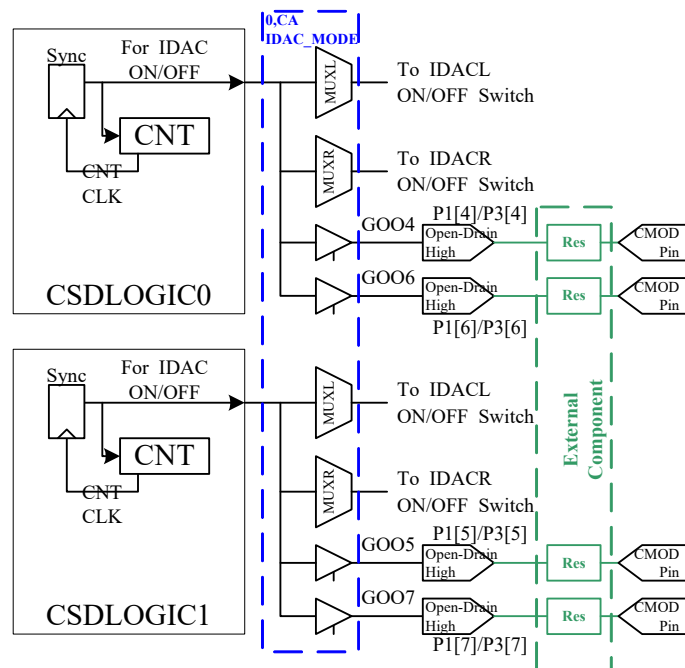 0,CA
IDAC_MODE
For IDAC
ON/OFF
Sync
CNT
CNT
CLK
CSDLOGIC0
MUXL
To IDACL
ON/OFF Switch
MUXR
To IDACR
ON/OFF Switch
GOO4
P1[4]/P3[4]
Open-Drain
High
Res
CMOD
Pin
GOO6
Open-Drain
High
P1[6]/P3[6]
Res
CMOD
Pin
For IDAC
ON/OFF
Sync
CNT
CNT
CLK
CSDLOGIC1
MUXL
To IDACL
ON/OFF Switch
MUXR
To IDACR
ON/OFF Switch
External
Component
GOO5
P1[5]/P3[5]
Open-Drain
High
Res
CMOD
Pin
GOO7
Open-Drain
High
P1[7]/P3[7]
Res
CMOD
Pin